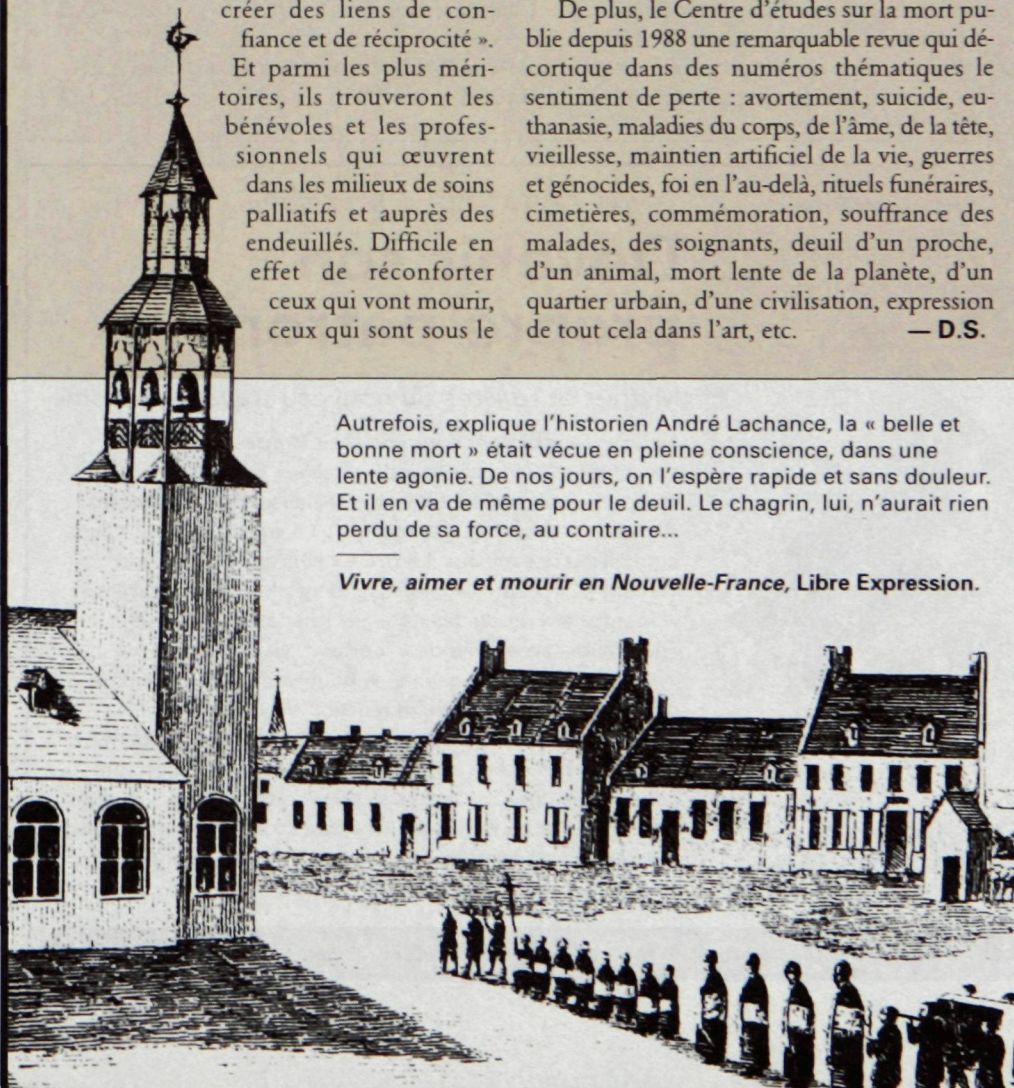 créer des liens de con-
fiance et de réciprocité ».
Et parmi les plus méri-
toires, ils trouveront les
bénévoles et les profes-
sionnels qui œuvrent
dans les milieux de soins
palliatifs et auprès des
endeuillés. Difficile en
effet de réconforter
ceux qui vont mourir,
ceux qui sont sous le
De plus, le Centre d'études sur la mort pu-
blie depuis 1988 une remarquable revue qui dé-
cortique dans des numéros thématiques le
sentiment de perte : avortement, suicide, eu-
thanasie, maladies du corps, de l'âme, de la tête,
vieillesse, maintien artificiel de la vie, guerres
et génocides, foi en l'au-delà, rituels funéraires,
cimetières, commémoration, souffrance des
malades, des soignants, deuil d'un proche,
d'un animal, mort lente de la planète, d'un
quartier urbain, d'une civilisation, expression
de tout cela dans l'art, etc. — D.S.
Autrefois, explique l'historien André Lachance, la « belle et
bonne mort » était vécue en pleine conscience, dans une
lente agonie. De nos jours, on l'espère rapide et sans douleur.
Et il en va de même pour le deuil. Le chagrin, lui, n'aurait rien
perdu de sa force, au contraire...
Vivre, aimer et mourir en Nouvelle-France, Libre Expression.